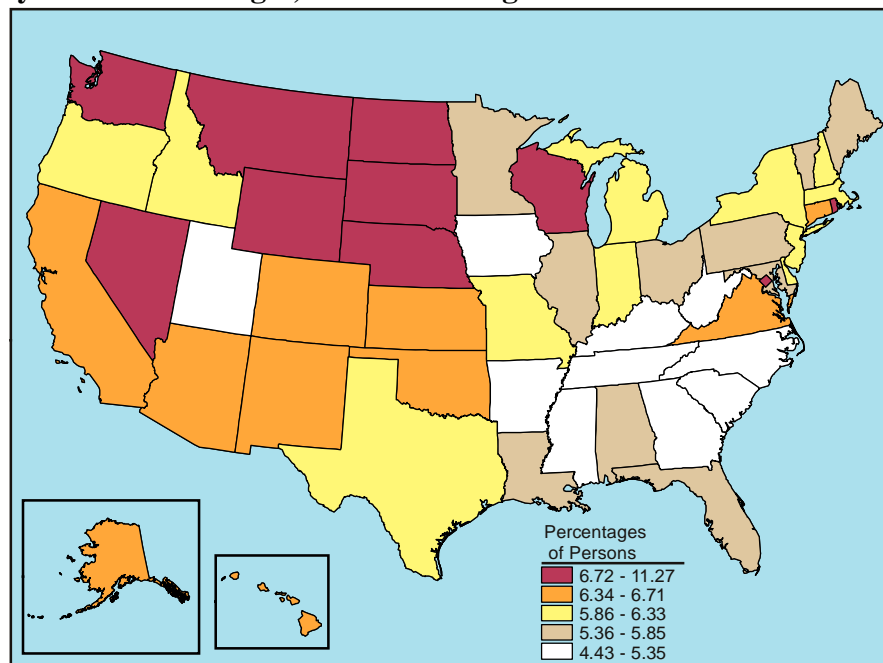 Percentages
of Persons
6.72 - 11.27
6.34 - 6.71
5.86 - 6.33
5.36 - 5.85
4.43 - 5.35